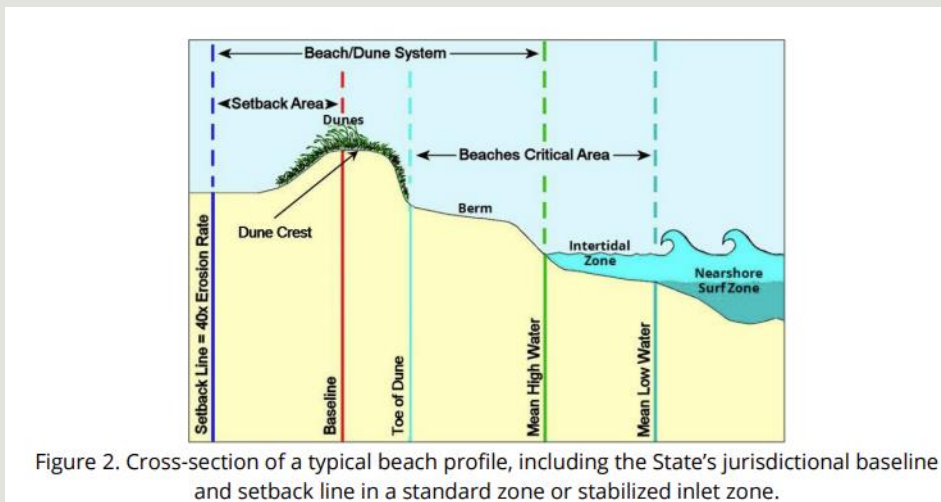 Beach/Dune System
Setback Area
Dunes
Beaches Critical Area
Dune Crest
Berm
Intertidal
Zone
Nearshore
Surf Zone
Setback Line = 40x Erosion Rate
Baseline
Toe of Dune
Mean High Water
Mean Low Water
Figure 2. Cross-section of a typical beach profile, including the State’s jurisdictional baseline
and setback line in a standard zone or stabilized inlet zone.